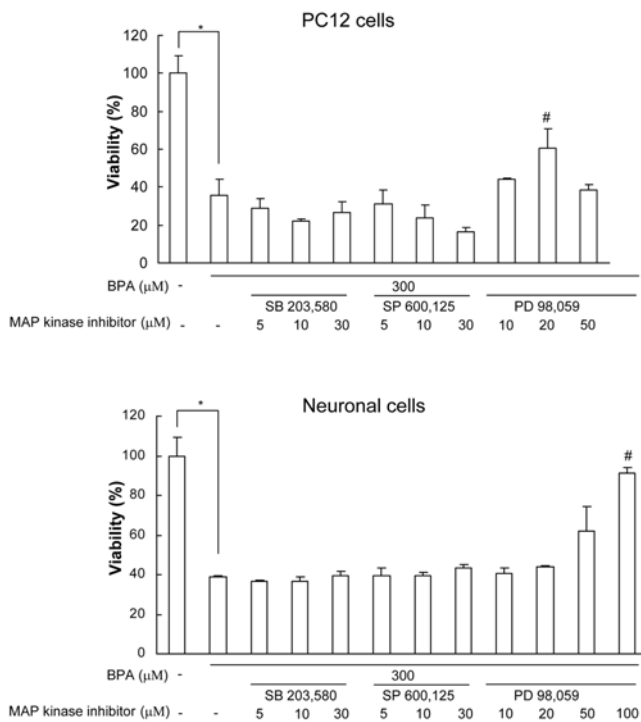 PC12 cells
*
120
100
80
60
40
20
0
Viability (%)
#
BPA (μM) - 300
SB 203,580 SP 600,125 PD 98,059
MAP kinase inhibitor (μM) - - 5 10 30 5 10 30 10 20 50
Neuronal cells
*
120
100
80
60
40
20
0
Viability (%)
#
BPA (μM) - 300
SB 203,580 SP 600,125 PD 98,059
MAP kinase inhibitor (μM) - - 5 10 30 5 10 30 10 20 50 100